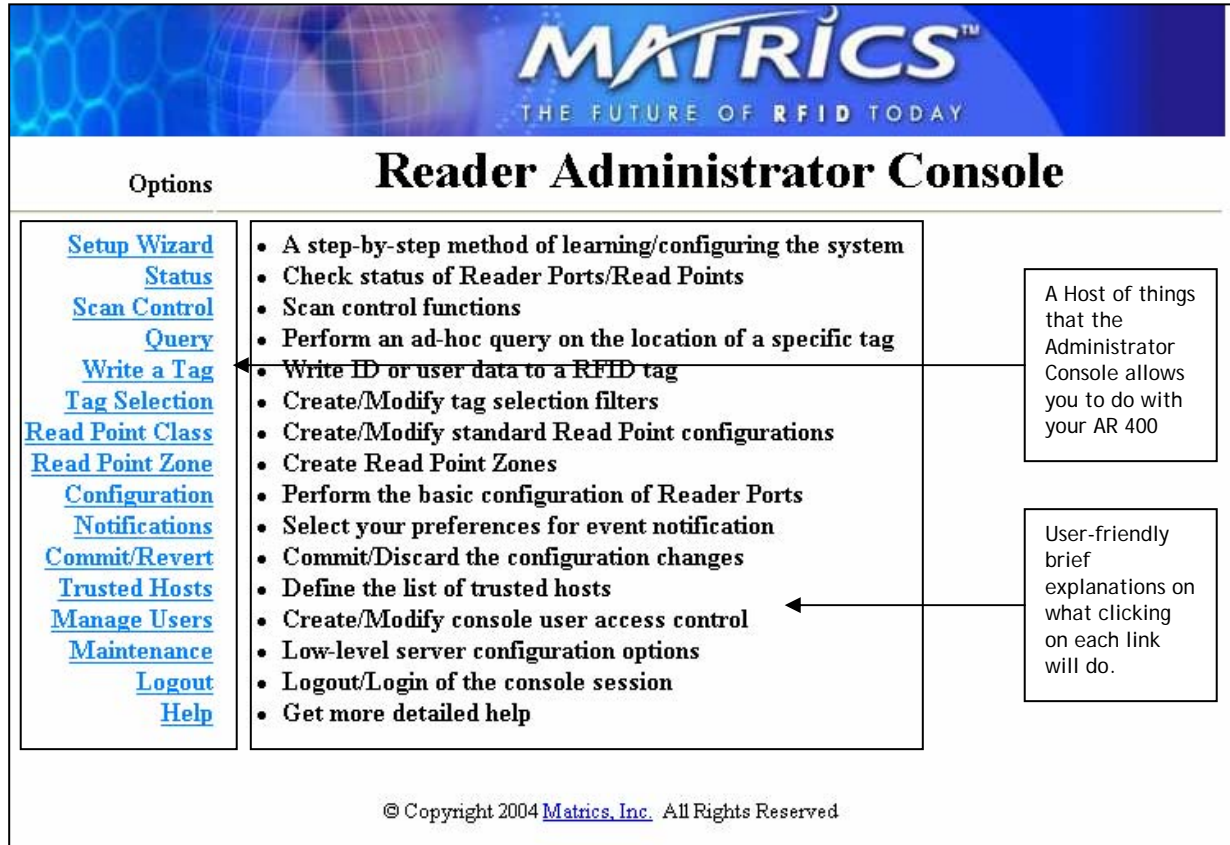 MATRICS™
THE FUTURE OF RFID TODAY
Options
Reader Administrator Console
Setup Wizard
• A step-by-step method of learning/configuring the system
Status
• Check status of Reader Ports/Read Points
Scan Control
• Scan control functions
Query
• Perform an ad-hoc query on the location of a specific tag
Write a Tag
• Write ID or user data to a RFID tag
Tag Selection
• Create/Modify tag selection filters
Read Point Class
• Create/Modify standard Read Point configurations
Read Point Zone
• Create Read Point Zones
Configuration
• Perform the basic configuration of Reader Ports
Notifications
• Select your preferences for event notification
Commit/Revert
• Commit/Discard the configuration changes
Trusted Hosts
• Define the list of trusted hosts
Manage Users
• Create/Modify console user access control
Maintenance
• Low-level server configuration options
Logout
• Logout/Login of the console session
Help
• Get more detailed help
A Host of things
that the
Administrator
Console allows
you to do with
your AR 400
User-friendly
brief
explanations on
what clicking
on each link
will do.
© Copyright 2004 Matrics, Inc. All Rights Reserved